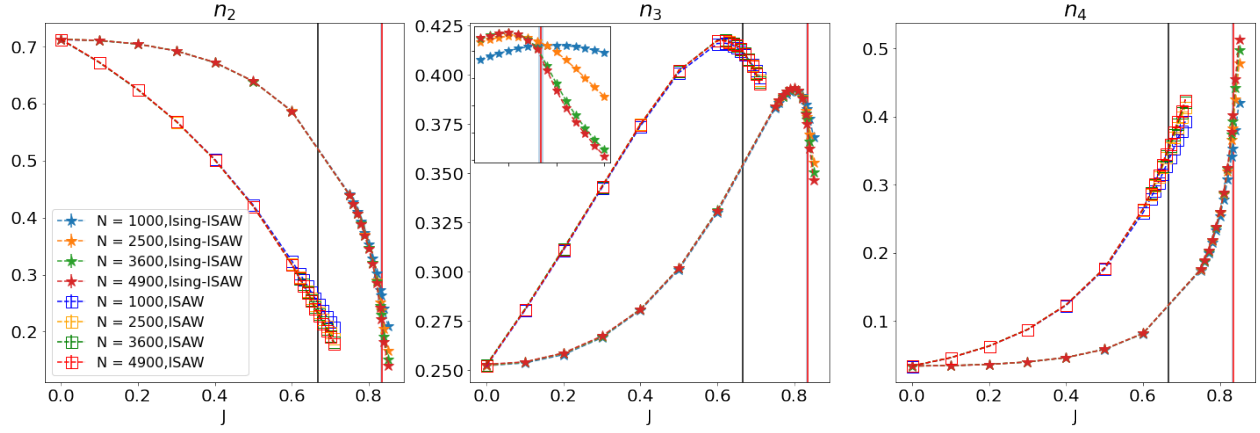 n₂
0.7
0.6
0.5
0.4
0.3
0.2
N = 1000,Ising-ISAW
N = 2500,Ising-ISAW
N = 3600,Ising-ISAW
N = 4900,Ising-ISAW
N = 1000,ISAW
N = 2500,ISAW
N = 3600,ISAW
N = 4900,ISAW
0.0 0.2 0.4 0.6 0.8
J
n₃
0.425
0.400
0.375
0.350
0.325
0.300
0.275
0.250
0.0 0.2 0.4 0.6 0.8
J
n₄
0.5
0.4
0.3
0.2
0.1
0.0 0.2 0.4 0.6 0.8
J